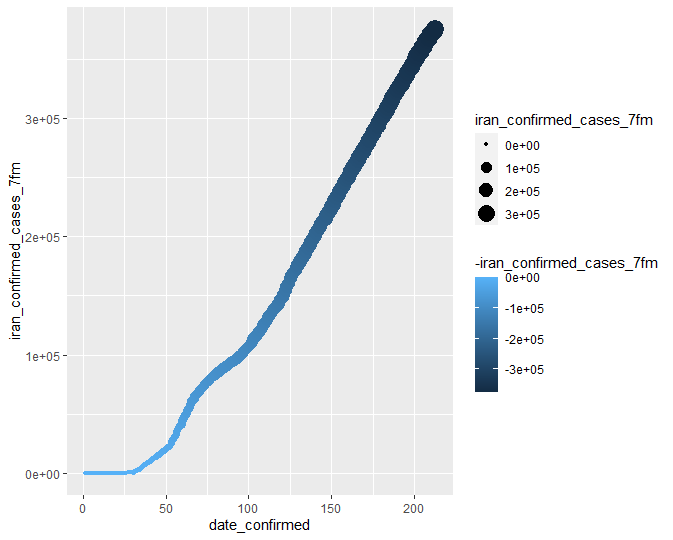 iran_confirmed_cases_7fm
3e+05
2e+05
1e+05
0e+00
0
50
100
150
200
date_confirmed
iran_confirmed_cases_7fm
0e+00
1e+05
2e+05
3e+05
-iran_confirmed_cases_7fm
0e+00
-1e+05
-2e+05
-3e+05